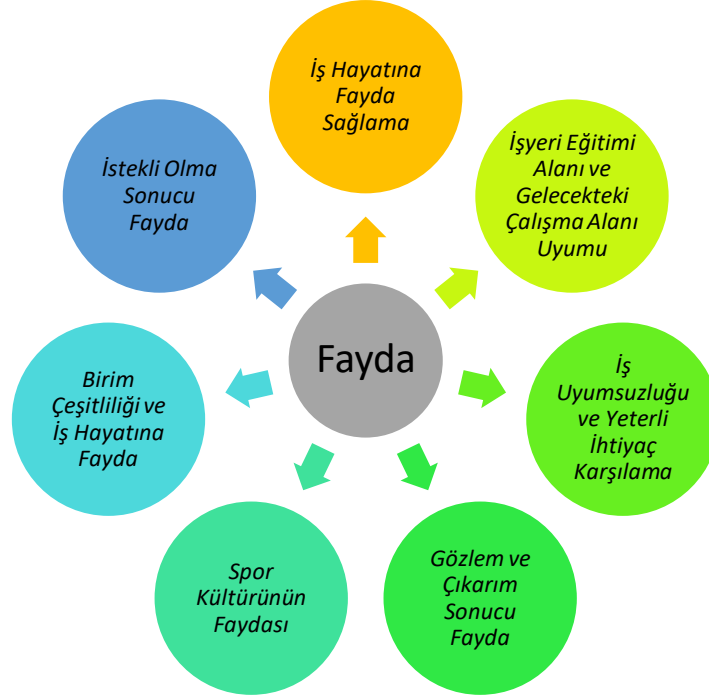 İş Hayatına
Fayda
Sağlama
İşyeri Eğitimi
Alanı ve
Gelecekteki
Çalışma Alanı
Uyumu
İş
Uyumsuzluğu
ve Yeterli
İhtiyaç
Karşılama
Gözlem ve
Çıkarım
Sonucu
Fayda
Spor
Kültürünün
Faydası
Birim
Çeşitliliği ve
İş Hayatına
Fayda
İstekli Olma
Sonucu
Fayda
Fayda